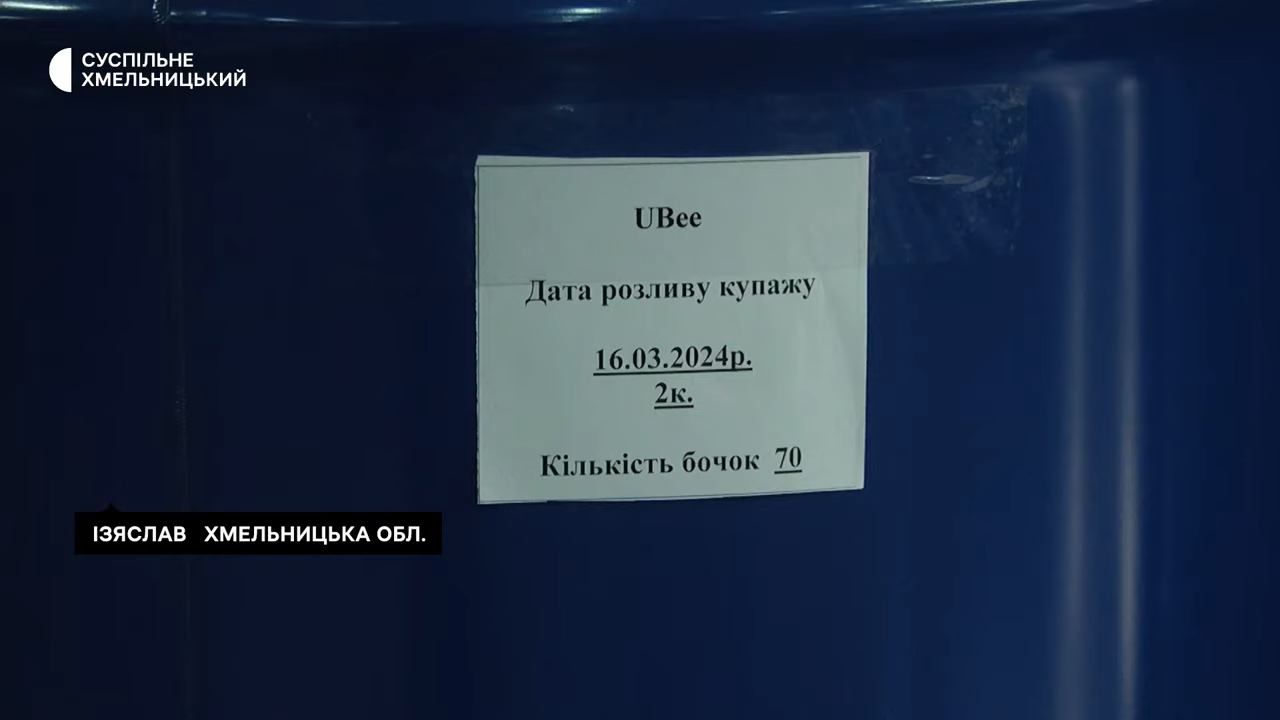 СУСПІЛЬНЕ
ХМЕЛЬНИЦЬКИЙ
UBee
Дата розливу купажу
16.03.2024р.
2к.
Кількість бочок 70
ІЗЯСЛАВ ХМЕЛЬНИЦЬКА ОБЛ.